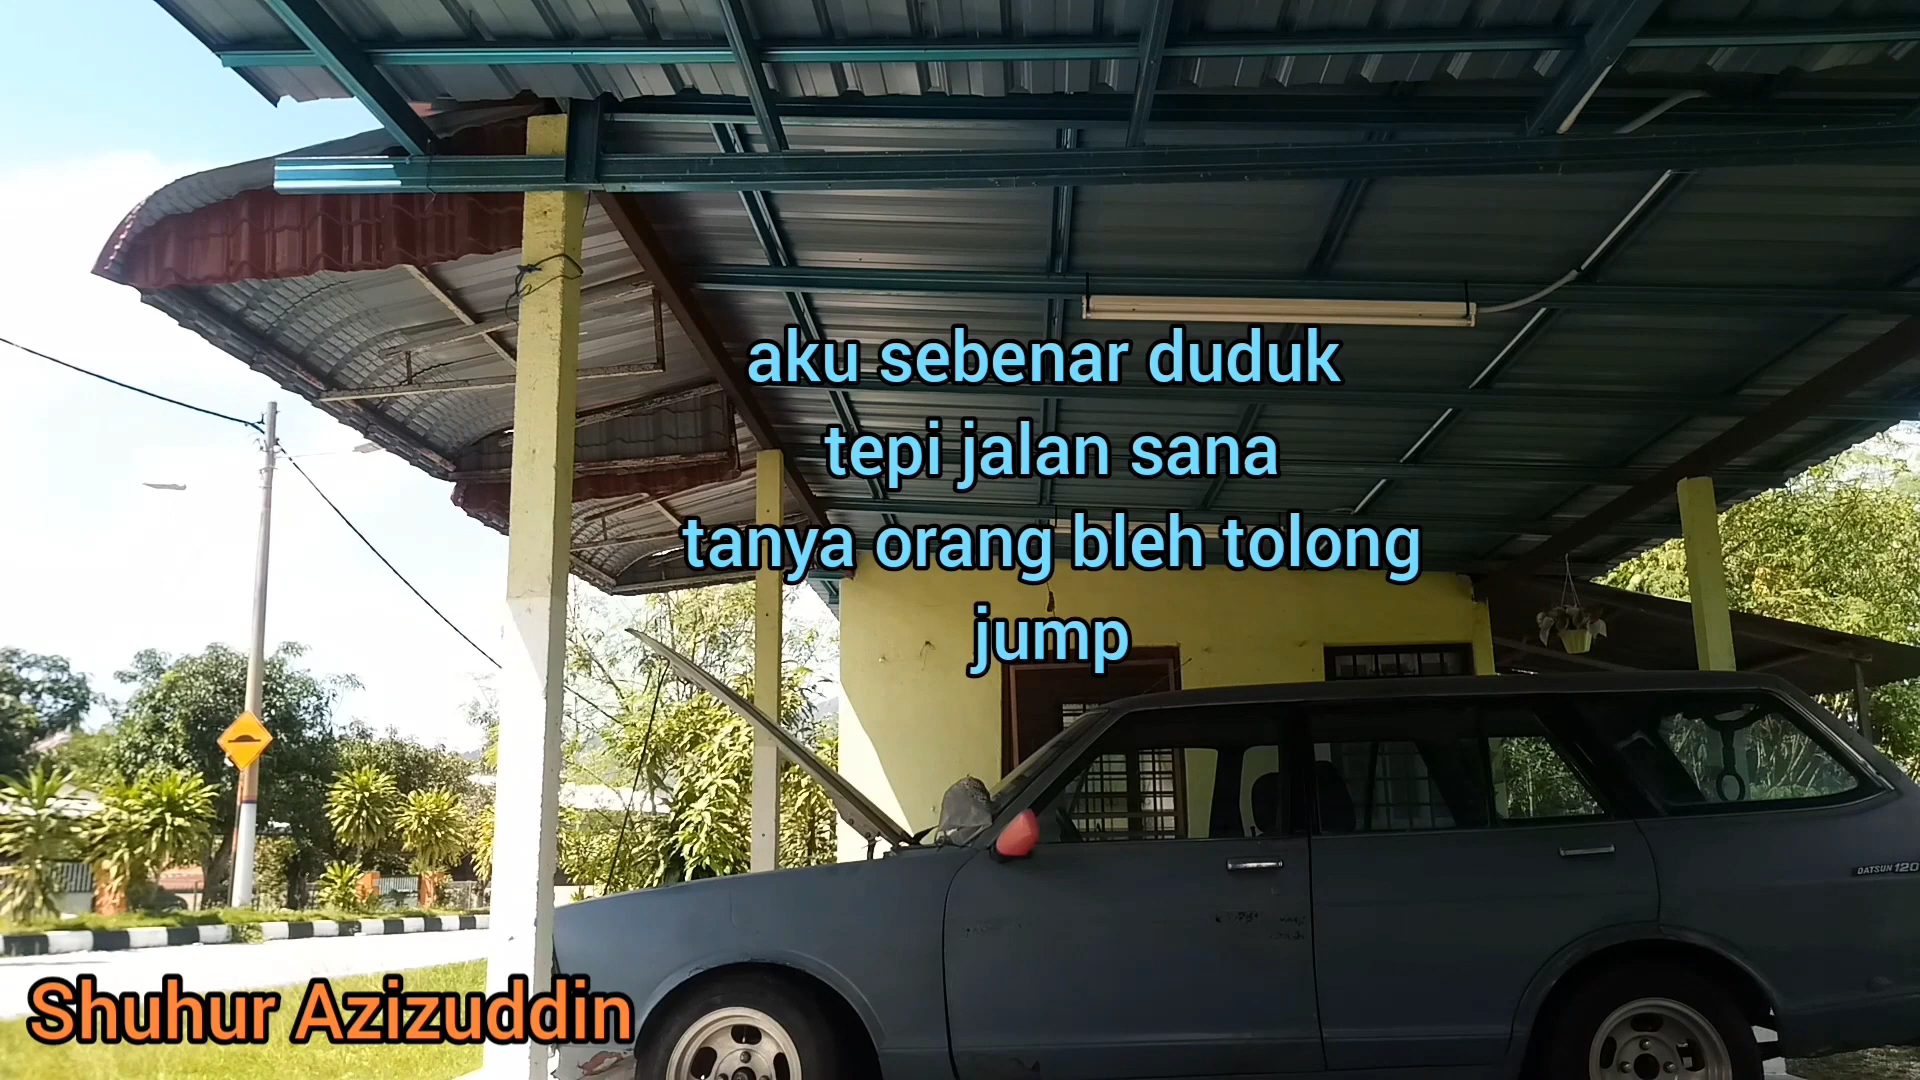 aku sebenar duduk
tepi jalan sana
tanya orang bleh tolong
jump
DATSUN 120
Shuhur Azizuddin